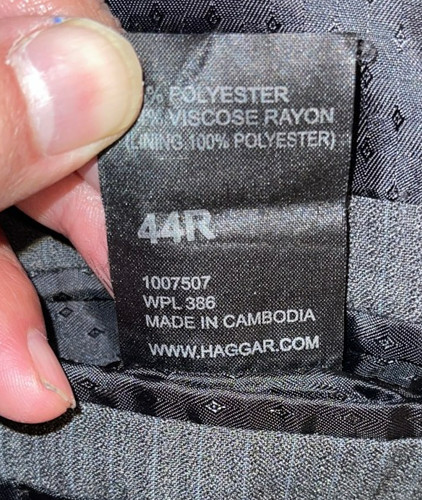 % POLYESTER
% VISCOSE RAYON
(LINING 100% POLYESTER)
44R
1007507
WPL 386
MADE IN CAMBODIA
WWW.HAGGAR.COM